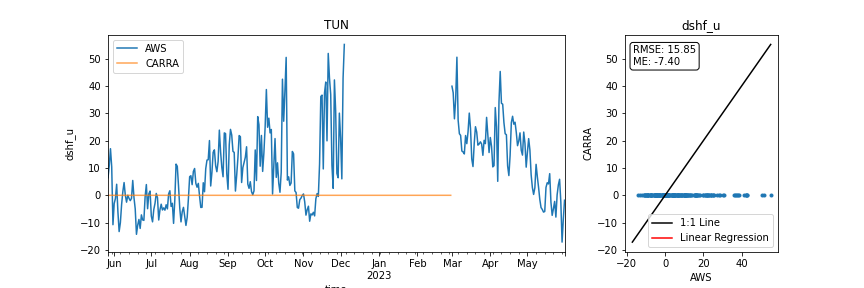 TUN
dshf_u
AWS
CARRA
50
40
30
20
10
0
−10
−20
dshf_u
Jun Jul Aug Sep Oct Nov Dec Jan Feb Mar Apr May
2023
time
dshf_u
RMSE: 15.85
ME: -7.40
50
40
30
20
10
0
−10
−20
CARRA
1:1 Line
Linear Regression
−20 0 20 40
AWS